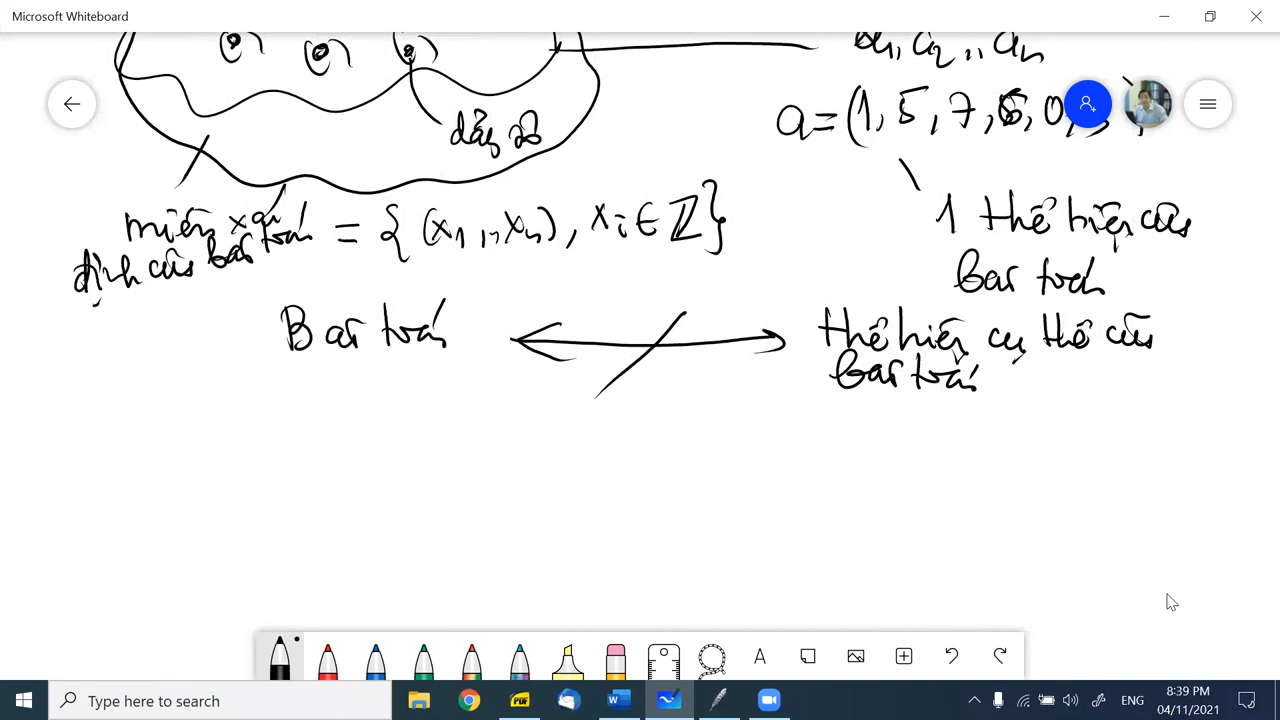 Microsoft Whiteboard
a₁, a₂ ,, aₙ
a = (1, 5, 7, 6, 0, 
dãy số
1 thể hiện của
bài toán
miền xác
định của bài toán = { (x₁ ,, xₙ), xᵢ ∈ ℤ }
Bài toán
thể hiện cụ thể của
bài toán
Type here to search
ENG
8:39 PM
04/11/2021